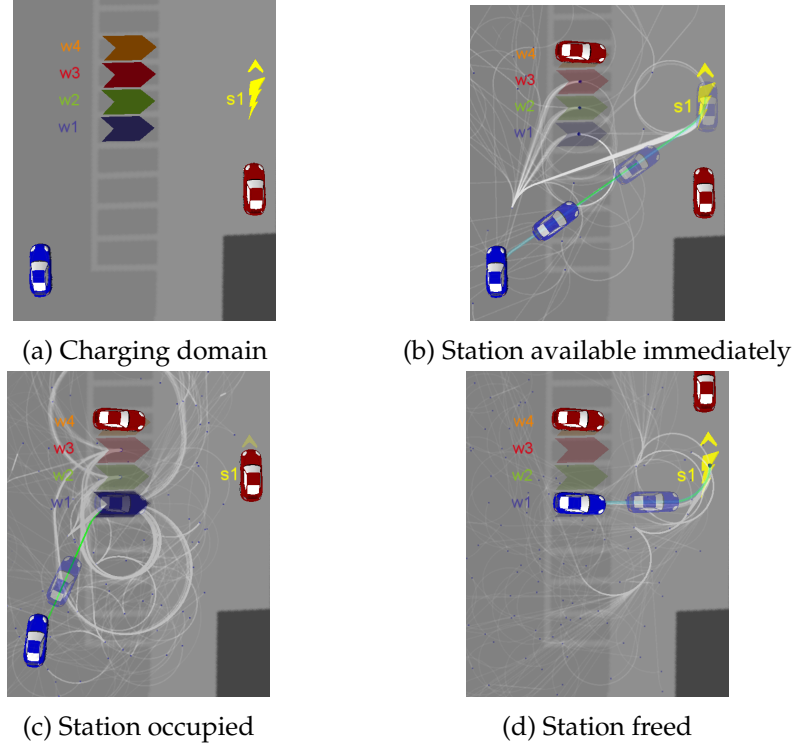 w4
w3
w2
w1
s1
w4
w3
w2
w1
s1
(a) Charging domain
(b) Station available immediately
w4
w3
w2
w1
s1
w4
w3
w2
w1
s1
(c) Station occupied
(d) Station freed